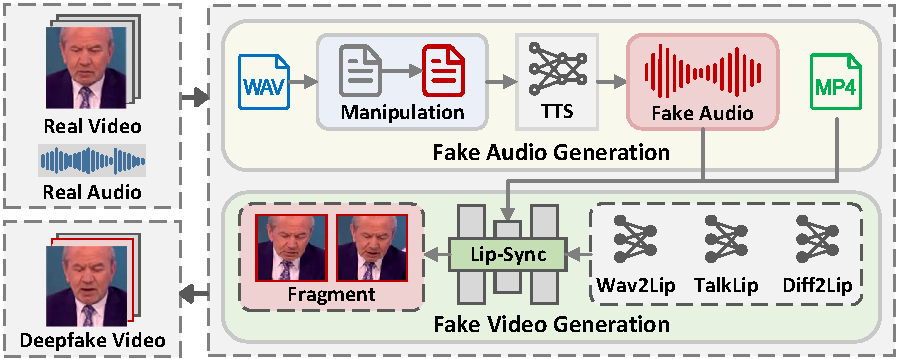 Real Video
Real Audio
WAV
Manipulation
TTS
Fake Audio
MP4
Fake Audio Generation
Deepfake Video
Fragment
Lip-Sync
Wav2Lip
TalkLip
Diff2Lip
Fake Video Generation